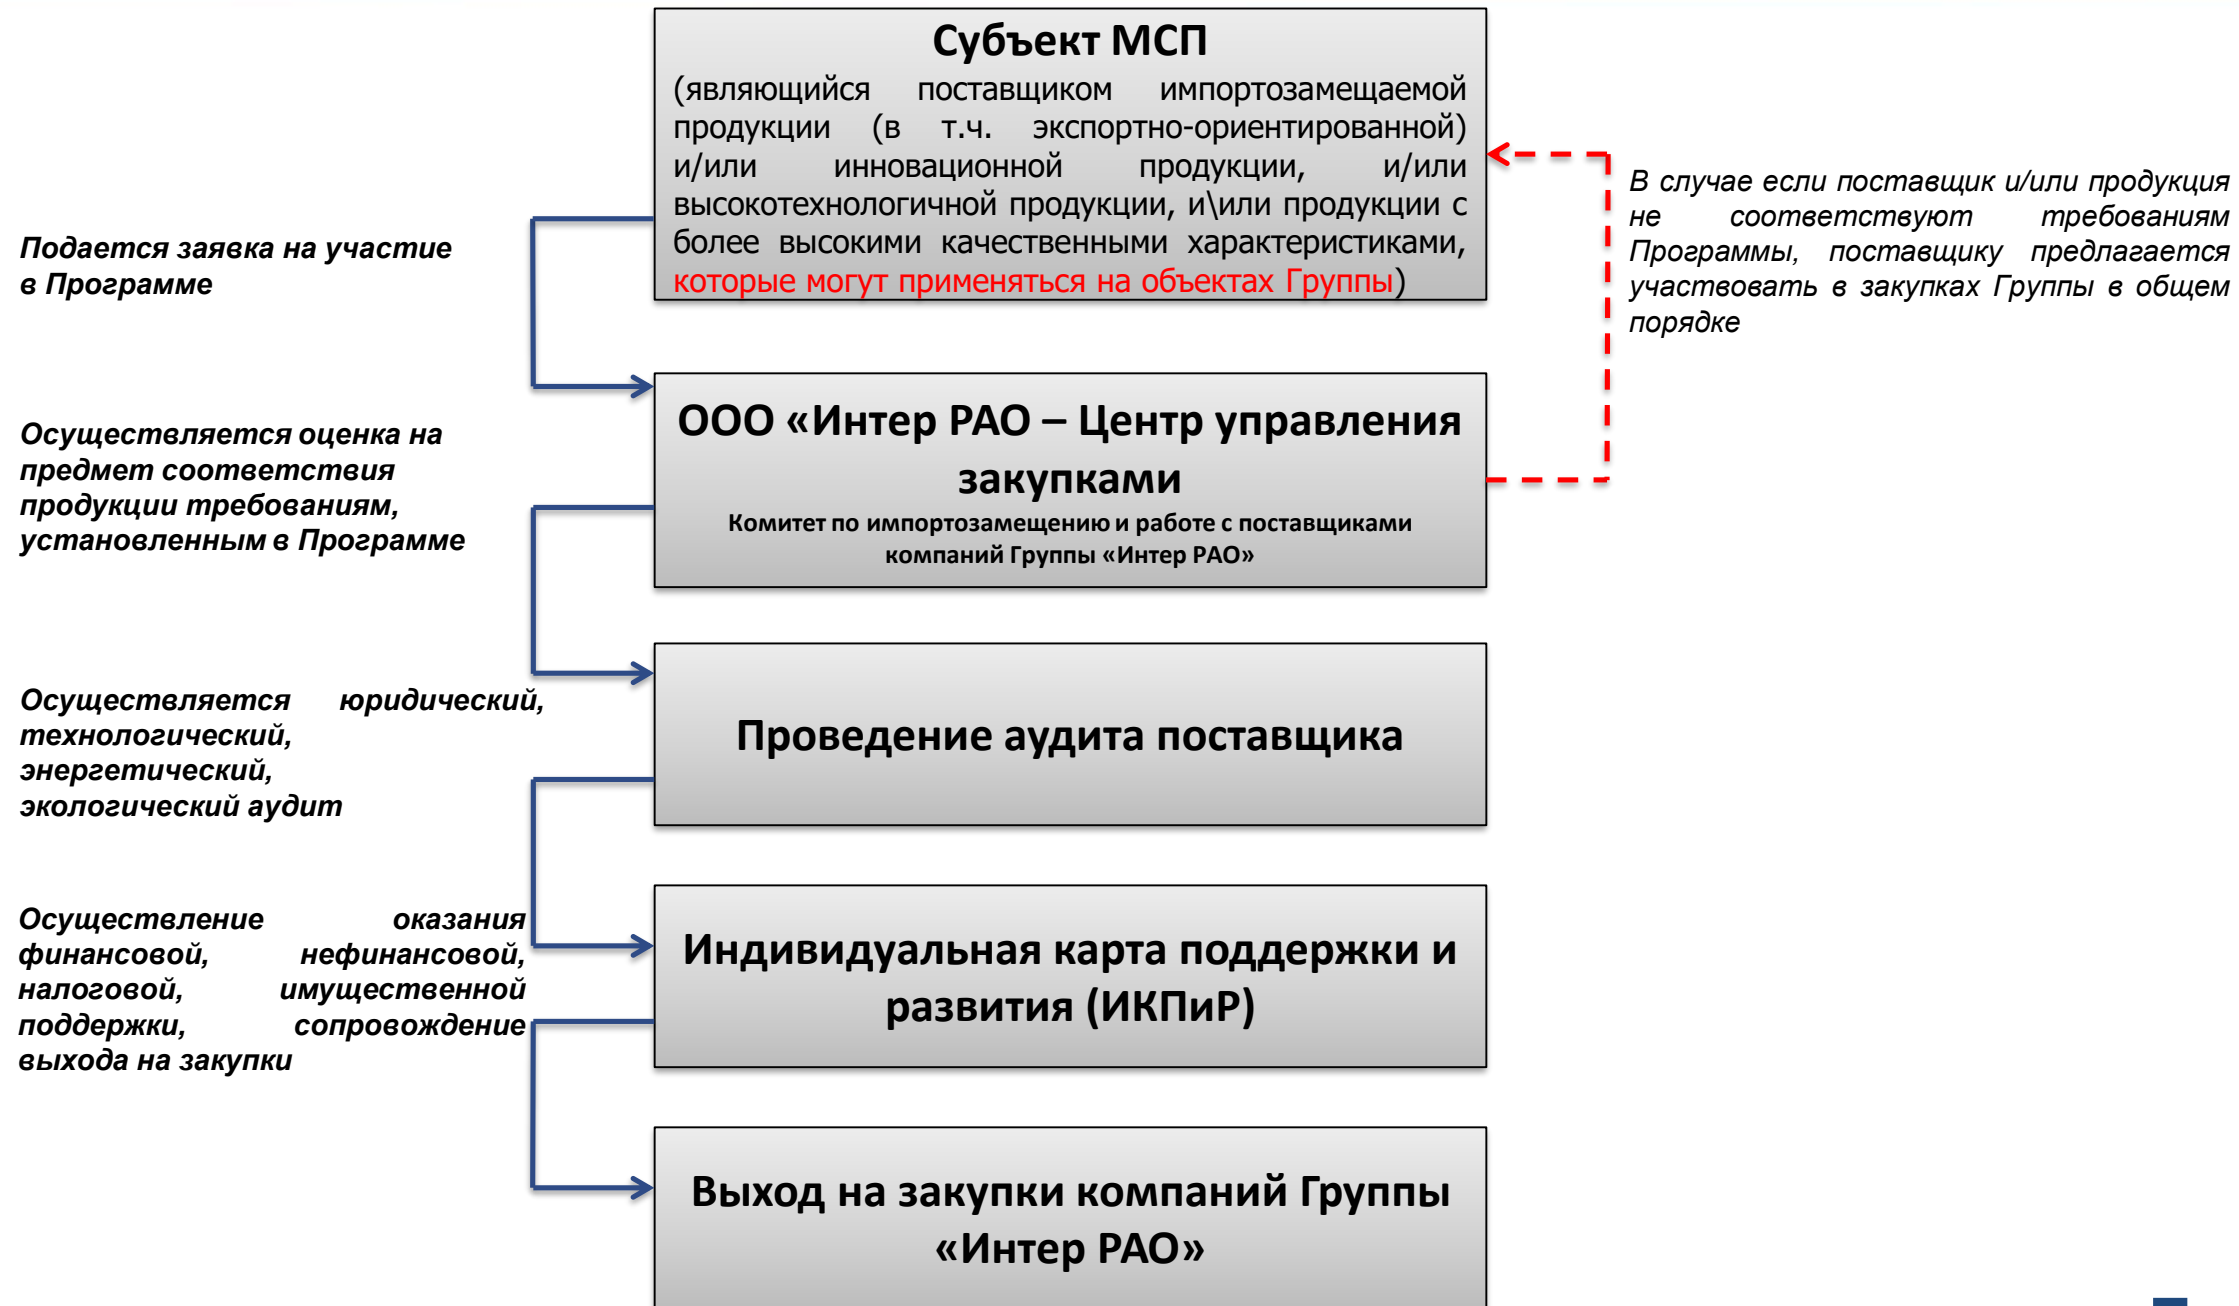 Субъект МСП
(являющийся поставщиком импортозамещаемой
продукции (в т.ч. экспортно-ориентированной)
и/или инновационной продукции, и/или
высокотехнологичной продукции, и\или продукции с
более высокими качественными характеристиками,
которые могут применяться на объектах Группы)
В случае если поставщик и/или продукция
не соответствуют требованиям
Программы, поставщику предлагается
участвовать в закупках Группы в общем
порядке
Подается заявка на участие
в Программе
ООО «Интер РАО – Центр управления
закупками
Комитет по импортозамещению и работе с поставщиками
компаний Группы «Интер РАО»
Осуществляется оценка на
предмет соответствия
продукции требованиям,
установленным в Программе
Проведение аудита поставщика
Осуществляется юридический,
технологический,
энергетический,
экологический аудит
Индивидуальная карта поддержки и
развития (ИКПиР)
Осуществление оказания
финансовой, нефинансовой,
налоговой, имущественной
поддержки, сопровождение
выхода на закупки
Выход на закупки компаний Группы
«Интер РАО»